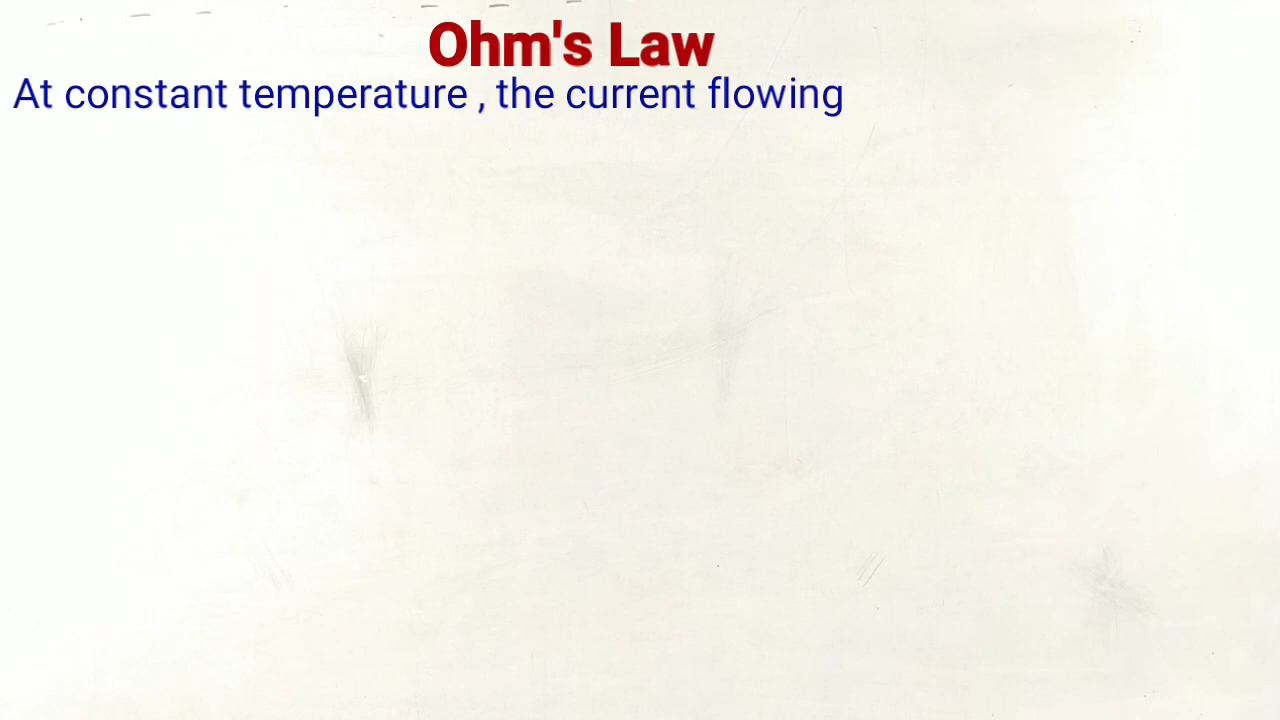 Ohm's Law
At constant temperature , the current flowing